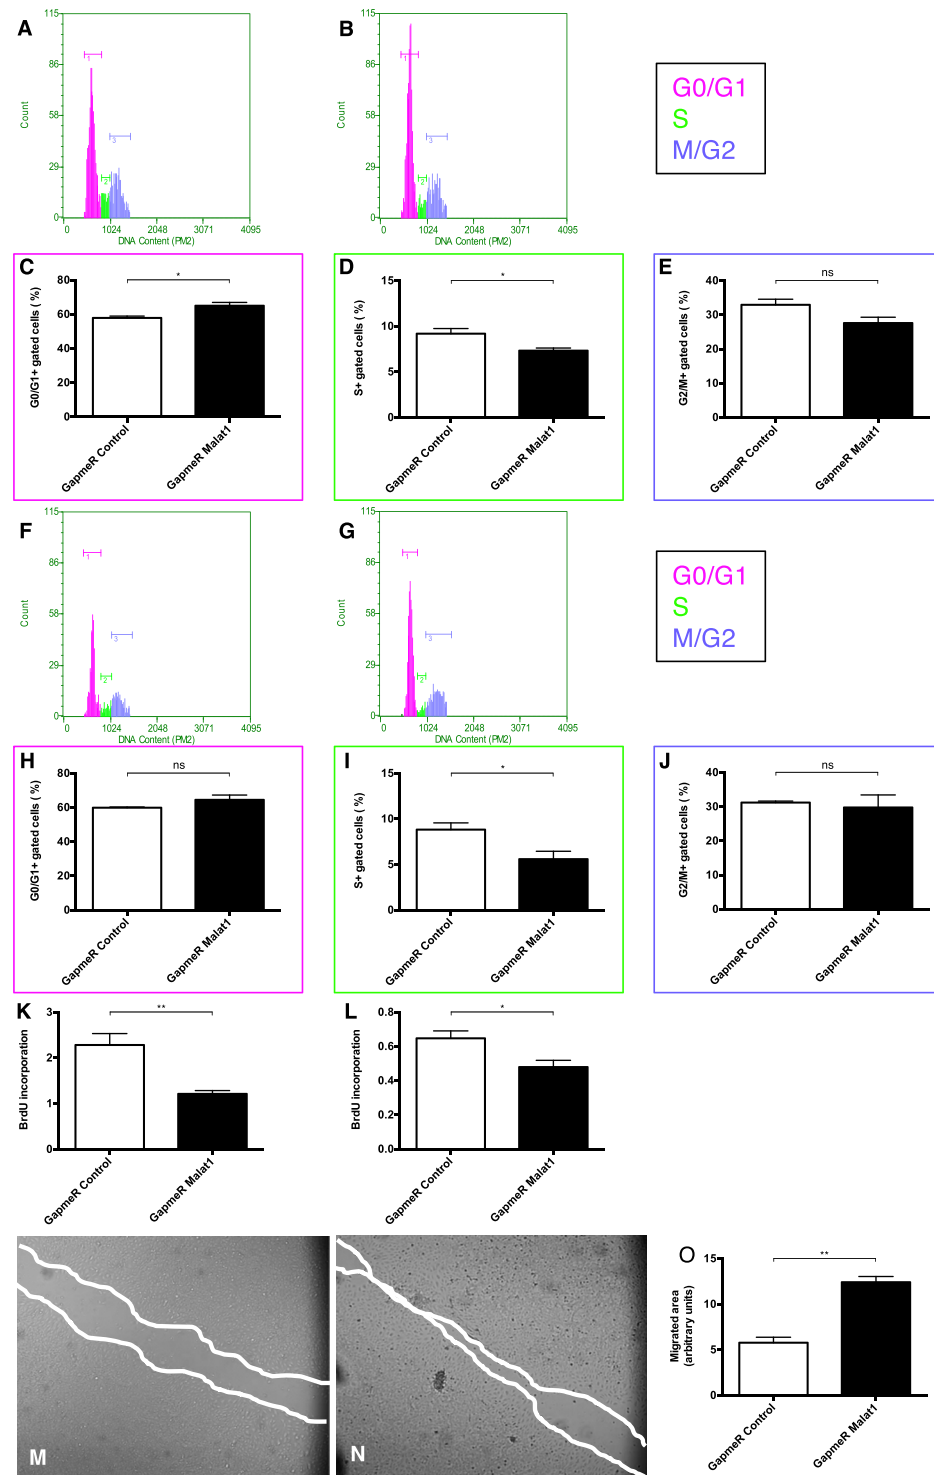 A
115
86
58
29
0
Count
1
2
3
0
1024
2048
3071
4095
DNA Content (PM2)
B
115
86
58
29
0
Count
1
2
3
0
1024
2048
3071
4095
DNA Content (PM2)
G0/G1
S
M/G2
C
80
60
40
20
0
G0/G1+ gated cells ( %)
*
GapmeR Control
GapmeR Malat1
D
15
10
5
0
S+ gated cells ( %)
*
GapmeR Control
GapmeR Malat1
E
40
30
20
10
0
G2/M+ gated cells ( %)
ns
GapmeR Control
GapmeR Malat1
F
115
86
58
29
0
Count
1
2
3
0
1024
2048
3071
4095
DNA Content (PM2)
G
115
86
58
29
0
Count
1
2
3
0
1024
2048
3071
4095
DNA Content (PM2)
G0/G1
S
M/G2
H
80
60
40
20
0
G0/G1+ gated cells ( %)
ns
GapmeR Control
GapmeR Malat1
I
15
10
5
0
S+ gated cells ( %)
*
GapmeR Control
GapmeR Malat1
J
40
30
20
10
0
G2/M+ gated cells ( %)
ns
GapmeR Control
GapmeR Malat1
K
3
2
1
0
BrdU incorporation
**
GapmeR Control
GapmeR Malat1
L
0.8
0.6
0.4
0.2
0.0
BrdU incorporation
*
GapmeR Control
GapmeR Malat1
M
N
O
15
10
5
0
Migrated area
(arbitrary units)
**
GapmeR Control
GapmeR Malat1